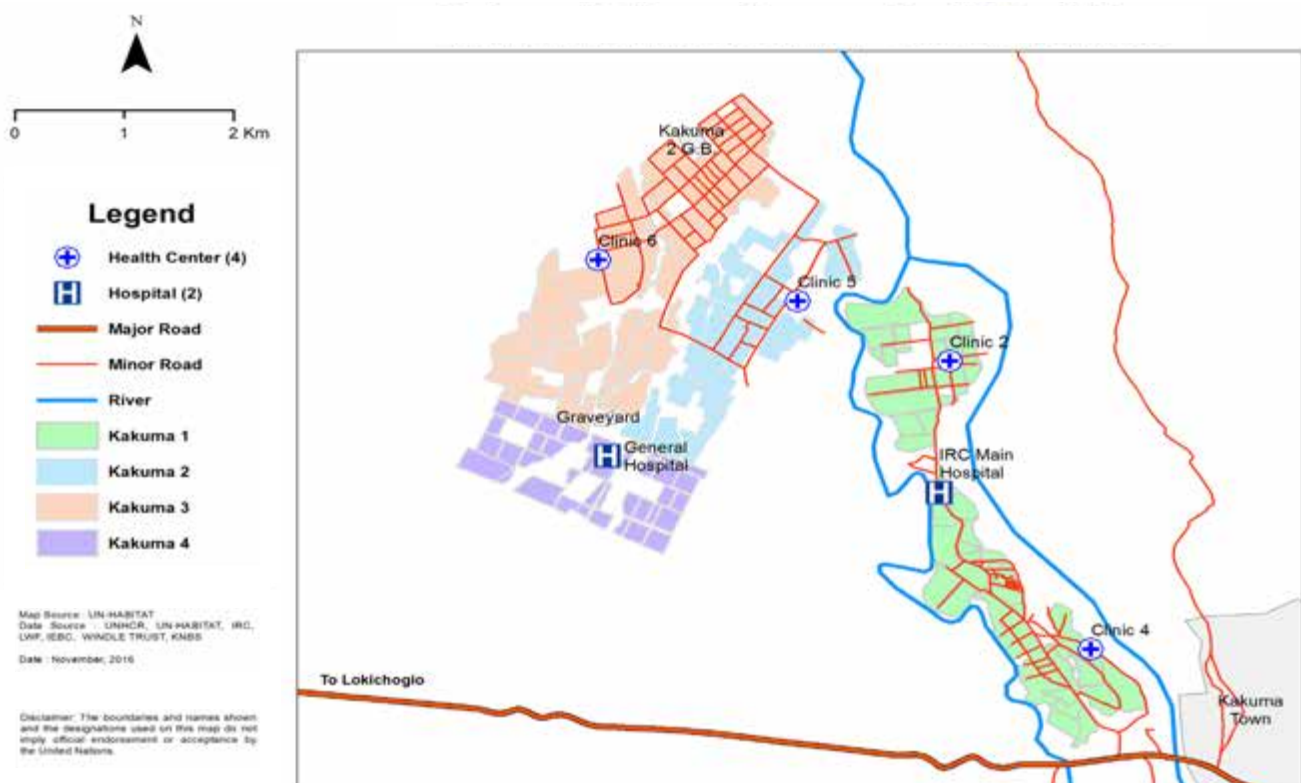 N
0 1 2 Km
Legend
Health Center (4)
Hospital (2)
Major Road
Minor Road
River
Kakuma 1
Kakuma 2
Kakuma 3
Kakuma 4
Map Source : UN-HABITAT
Data Source : UNHCR, UN-HABITAT, IRC,
LWF, IEBC, WINDLE TRUST, KNBS
Date : November, 2016
Disclaimer: The boundaries and names shown
and the designations used on this map do not
imply official endorsement or acceptance by
the United Nations.
Kakuma
2 G.B.
Clinic 6
Clinic 5
Clinic 2
Graveyard
H
General
Hospital
IRC Main
Hospital
H
Clinic 4
To Lokichogio
Kakuma
Town